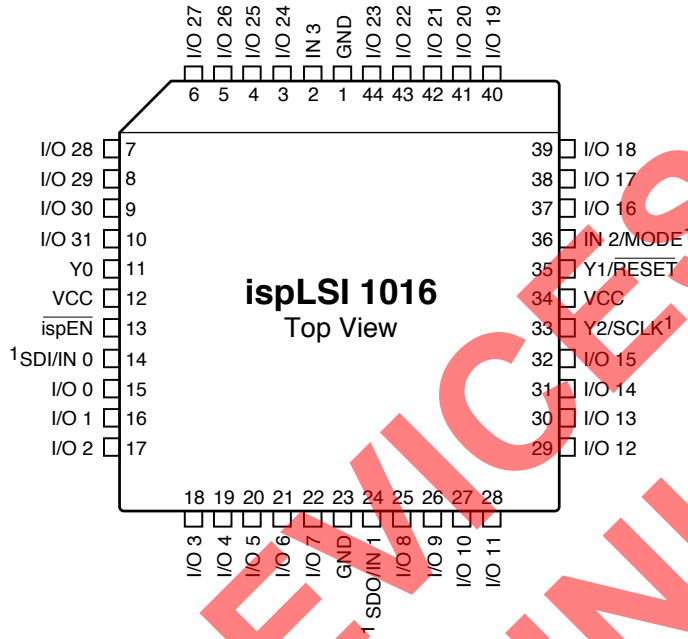 I/O 27
I/O 26
I/O 25
I/O 24
IN 3
GND
I/O 23
I/O 22
I/O 21
I/O 20
I/O 19
6 5 4 3 2 1 44 43 42 41 40
I/O 28 7
I/O 29 8
I/O 30 9
I/O 31 10
Y0 11
VCC 12
ispEN 13
1SDI/IN 0 14
I/O 0 15
I/O 1 16
I/O 2 17
ispLSI 1016
Top View
39 I/O 18
38 I/O 17
37 I/O 16
36 IN 2/MODE1
35 Y1/RESET
34 VCC
33 Y2/SCLK1
32 I/O 15
31 I/O 14
30 I/O 13
29 I/O 12
18 19 20 21 22 23 24 25 26 27 28
I/O 3
I/O 4
I/O 5
I/O 6
I/O 7
GND
1 SDO/IN 1
I/O 8
I/O 9
I/O 10
I/O 11